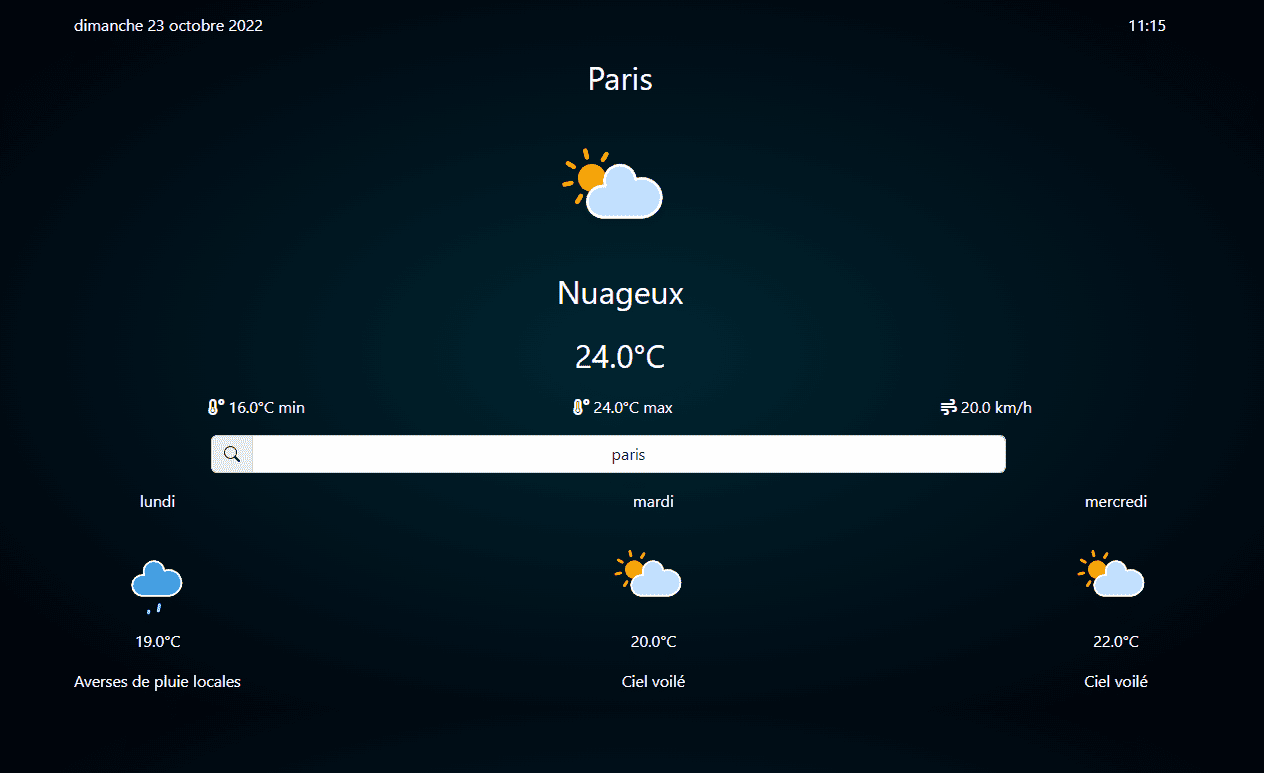 dimanche 23 octobre 2022 11:15
Paris
Nuageux
24.0°C
16.0°C min 24.0°C max 20.0 km/h
paris
lundi mardi mercredi
19.0°C 20.0°C 22.0°C
Averses de pluie locales Ciel voilé Ciel voilé